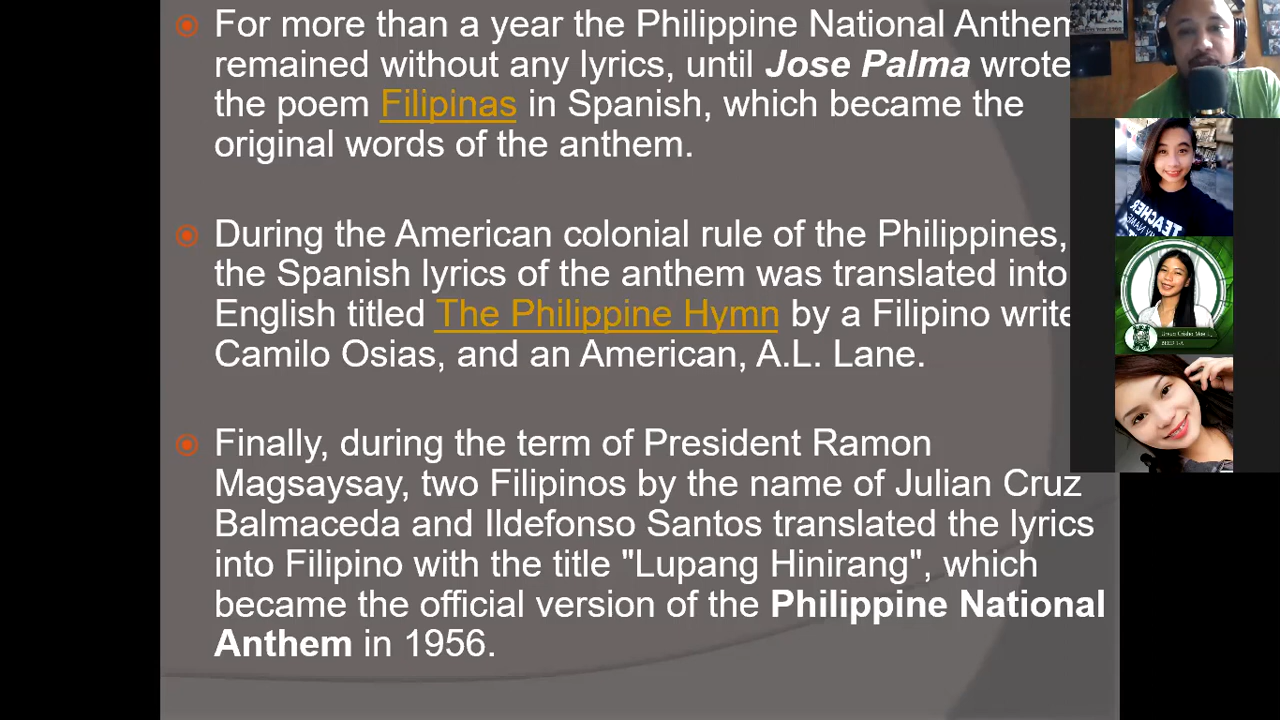 For more than a year the Philippine National Anthem
remained without any lyrics, until Jose Palma wrote
the poem Filipinas in Spanish, which became the
original words of the anthem.
During the American colonial rule of the Philippines,
the Spanish lyrics of the anthem was translated into
English titled The Philippine Hymn by a Filipino write
Camilo Osias, and an American, A.L. Lane.
Finally, during the term of President Ramon
Magsaysay, two Filipinos by the name of Julian Cruz
Balmaceda and Ildefonso Santos translated the lyrics
into Filipino with the title "Lupang Hinirang", which
became the official version of the Philippine National
Anthem in 1956.
TEACHER